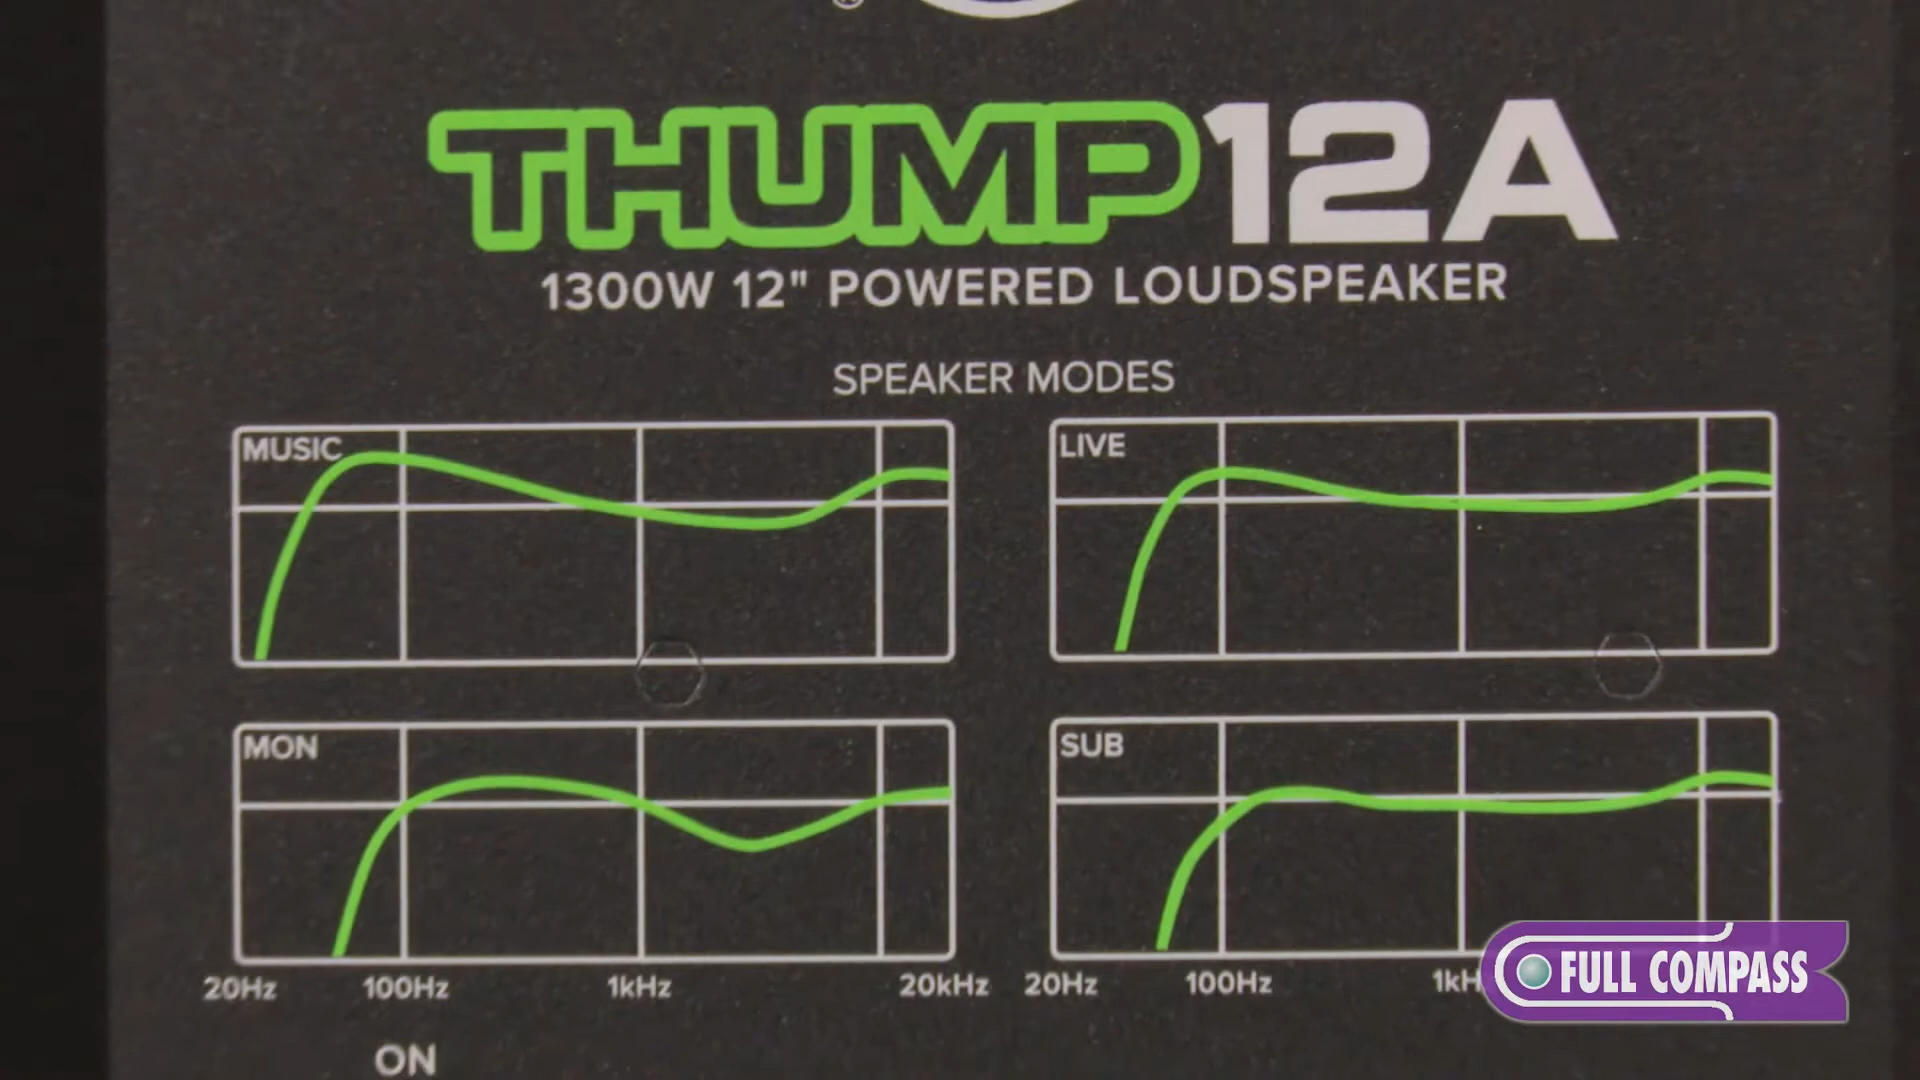 ®
THUMP12A
1300W 12" POWERED LOUDSPEAKER
SPEAKER MODES
MUSIC
LIVE
MON
SUB
20Hz 100Hz 1kHz 20kHz 20Hz 100Hz
FULL COMPASS
ON